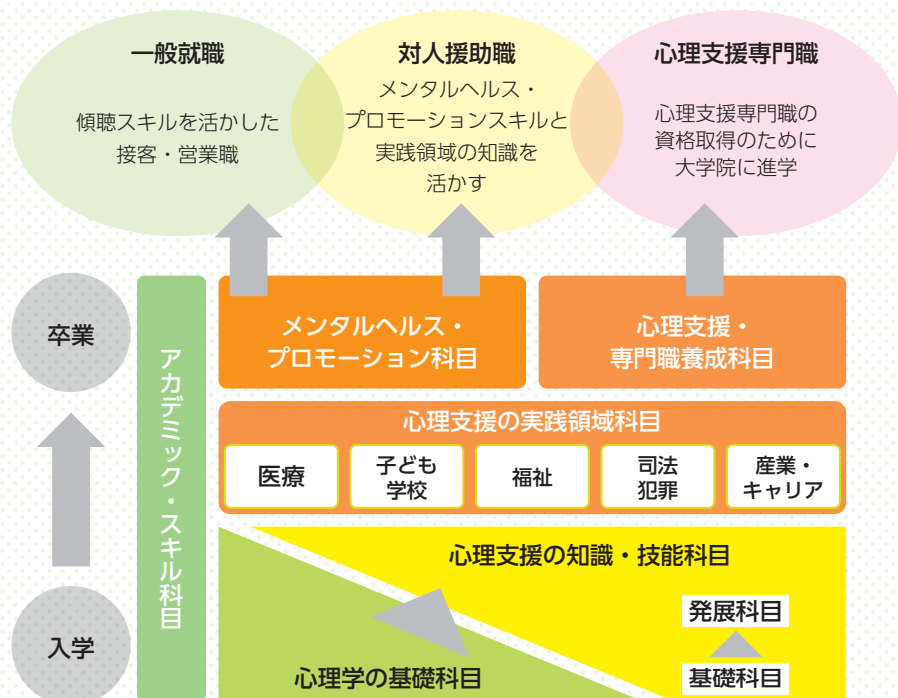 一般就職
傾聴スキルを活かした
接客・営業職
対人援助職
メンタルヘルス・
プロモーションスキルと
実践領域の知識を
活かす
心理支援専門職
心理支援専門職の
資格取得のために
大学院に進学
卒業
入学
アカデミック・スキル科目
メンタルヘルス・
プロモーション科目
心理支援・
専門職養成科目
心理支援の実践領域科目
医療
子ども
学校
福祉
司法
犯罪
産業・
キャリア
心理支援の知識・技能科目
発展科目
基礎科目
心理学の基礎科目